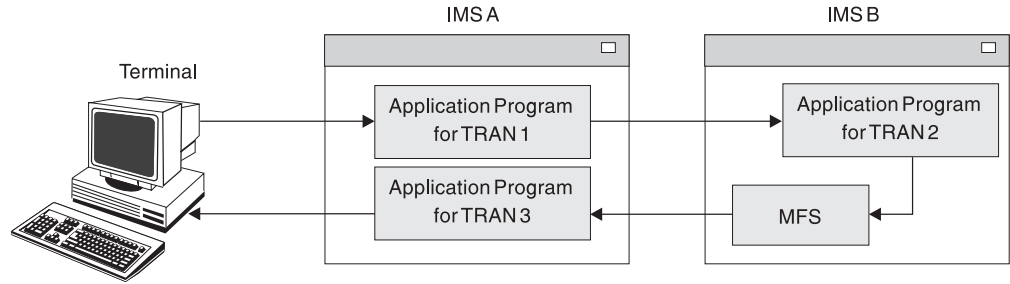 IMS A
IMS B
Terminal
Application Program
for TRAN 1
Application Program
for TRAN 2
Application Program
for TRAN 3
MFS